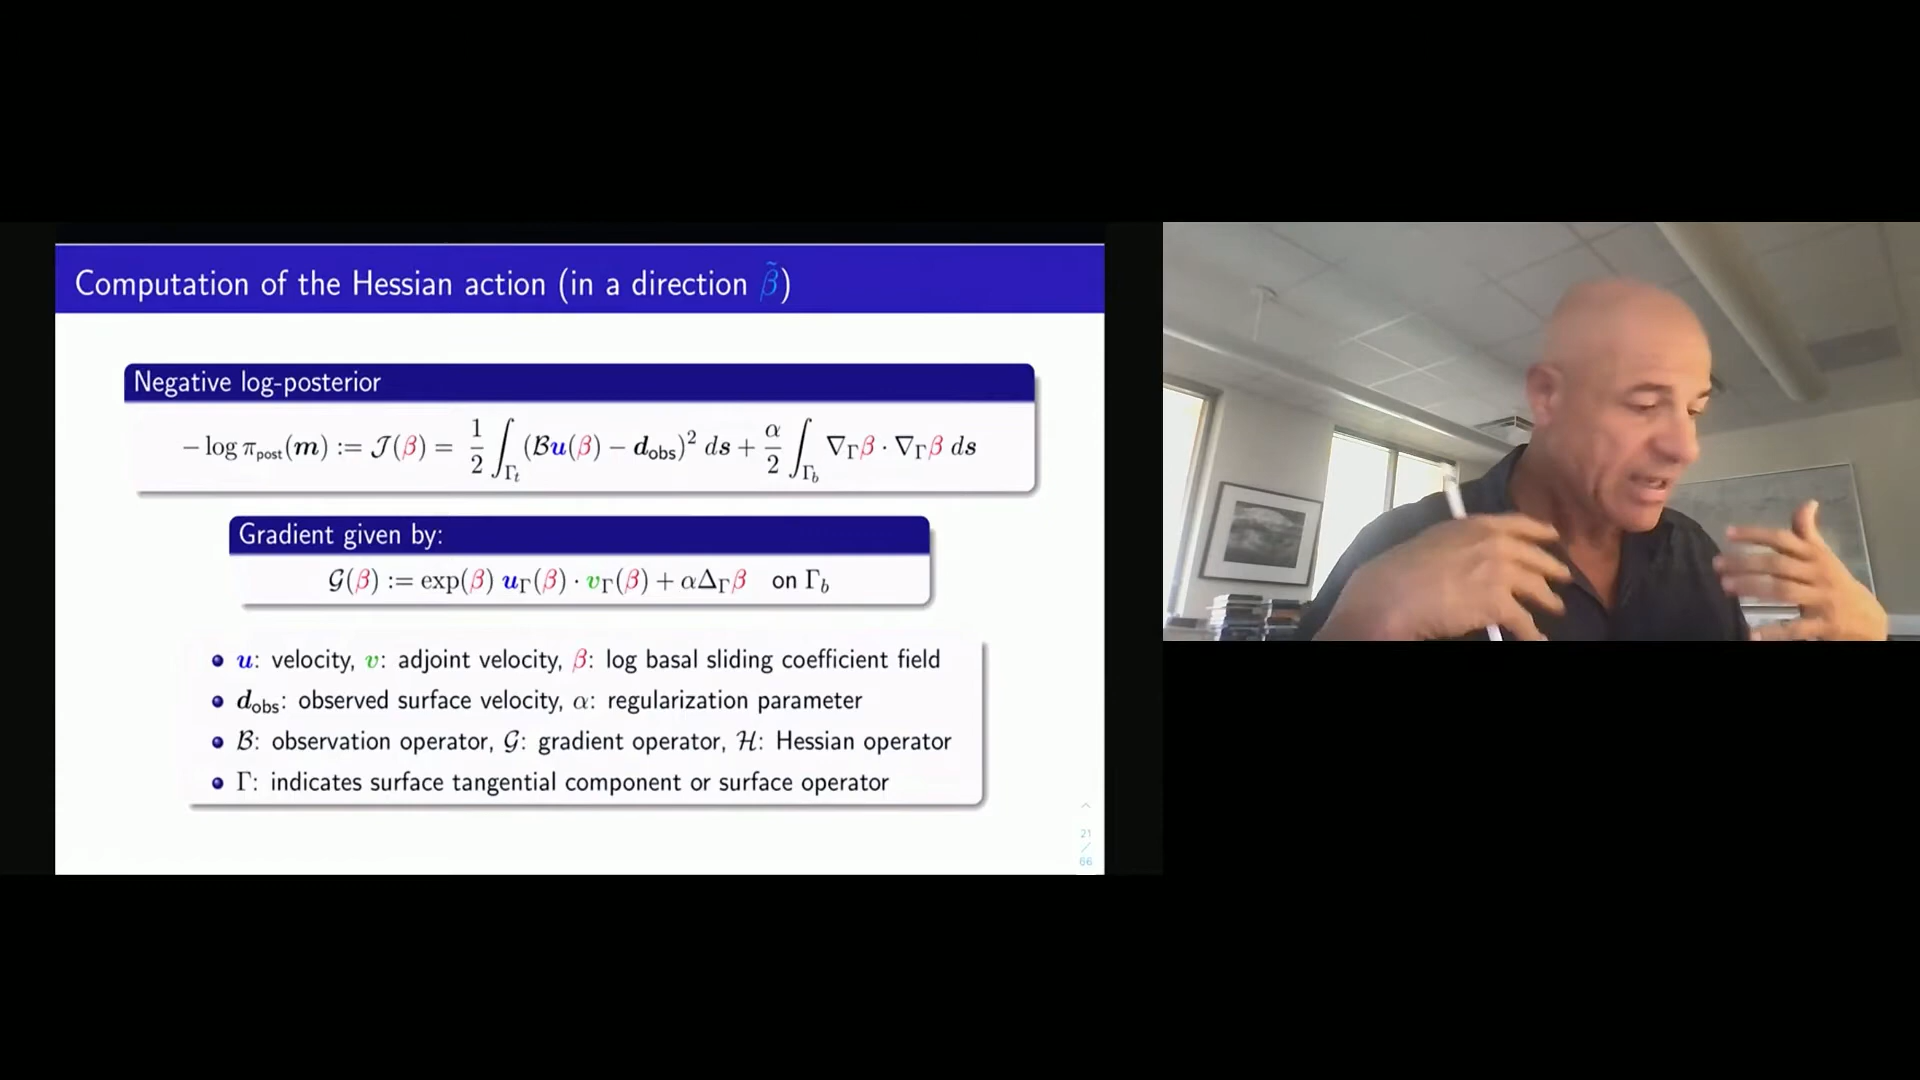 Computation of the Hessian action (in a direction β̃)
Negative log-posterior
− log π_post(m) := 𝒥(β) = 1/2 ∫_Γt (ℬu(β) − d_obs)² ds + α/2 ∫_Γb ∇_Γβ · ∇_Γβ ds
Gradient given by:
𝒢(β) := exp(β) u_Γ(β) · v_Γ(β) + αΔ_Γβ on Γ_b
• u: velocity, v: adjoint velocity, β: log basal sliding coefficient field
• d_obs: observed surface velocity, α: regularization parameter
• ℬ: observation operator, 𝒢: gradient operator, ℋ: Hessian operator
• Γ: indicates surface tangential component or surface operator
21
/
66